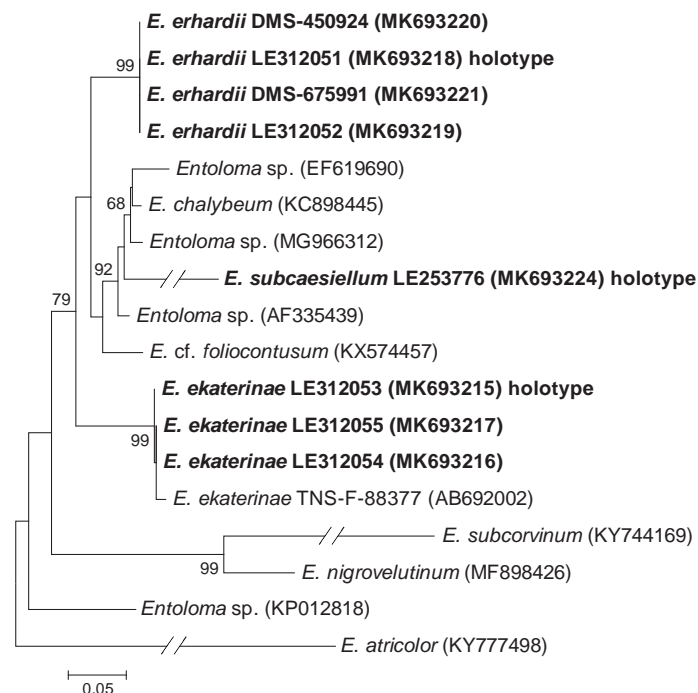 E. erhardii DMS-450924 (MK693220)
99
E. erhardii LE312051 (MK693218) holotype
E. erhardii DMS-675991 (MK693221)
E. erhardii LE312052 (MK693219)
Entoloma sp. (EF619690)
68
E. chalybeum (KC898445)
Entoloma sp. (MG966312)
92
E. subcaesiellum LE253776 (MK693224) holotype
79
Entoloma sp. (AF335439)
E. cf. foliocontusum (KX574457)
E. ekaterinae LE312053 (MK693215) holotype
E. ekaterinae LE312055 (MK693217)
99
E. ekaterinae LE312054 (MK693216)
E. ekaterinae TNS-F-88377 (AB692002)
E. subcorvinum (KY744169)
99
E. nigrovelutinum (MF898426)
Entoloma sp. (KP012818)
E. atricolor (KY777498)
0.05